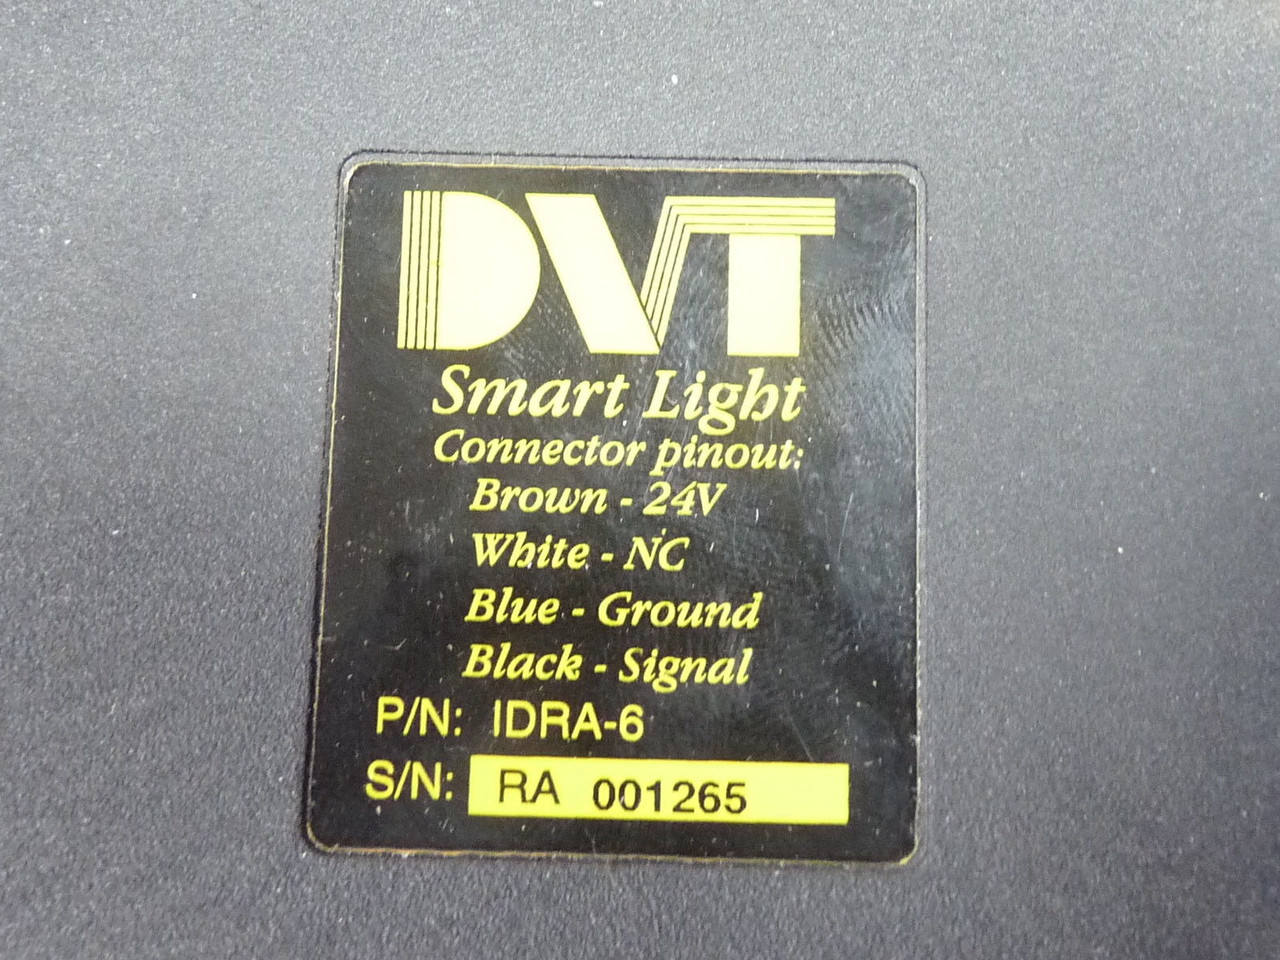 DVT
Smart Light
Connector pinout:
Brown - 24V
White - NC
Blue - Ground
Black - Signal
P/N: IDRA-6
S/N: RA 001265